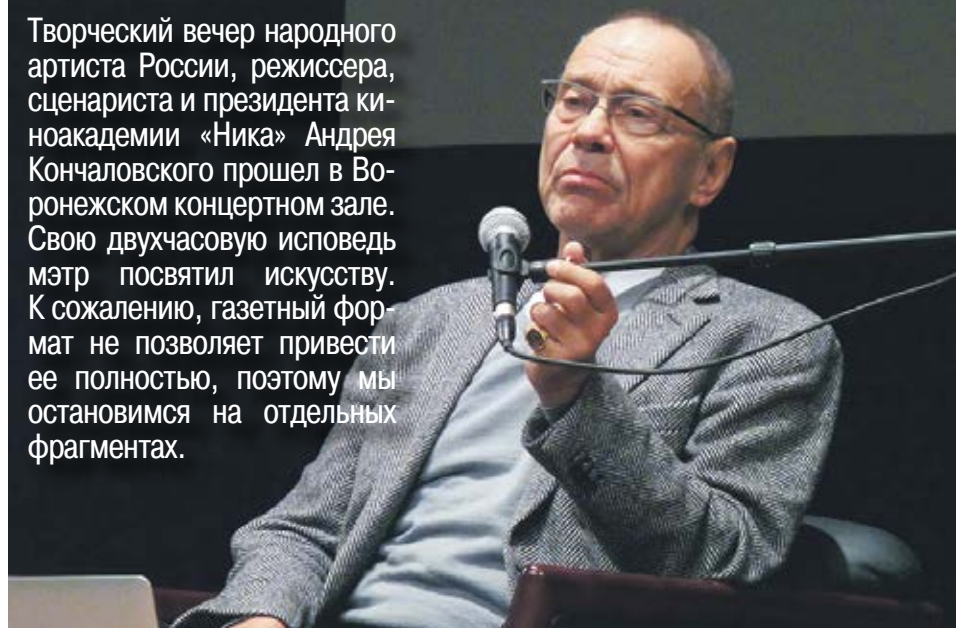 Творческий вечер народного
артиста России, режиссера,
сценариста и президента ки-
ноакадемии «Ника» Андрея
Кончаловского прошел в Во-
ронежском концертном зале.
Свою двухчасовую исповедь
мэтр посвятил искусству.
К сожалению, газетный фор-
мат не позволяет привести
ее полностью, поэтому мы
остановимся на отдельных
фрагментах.